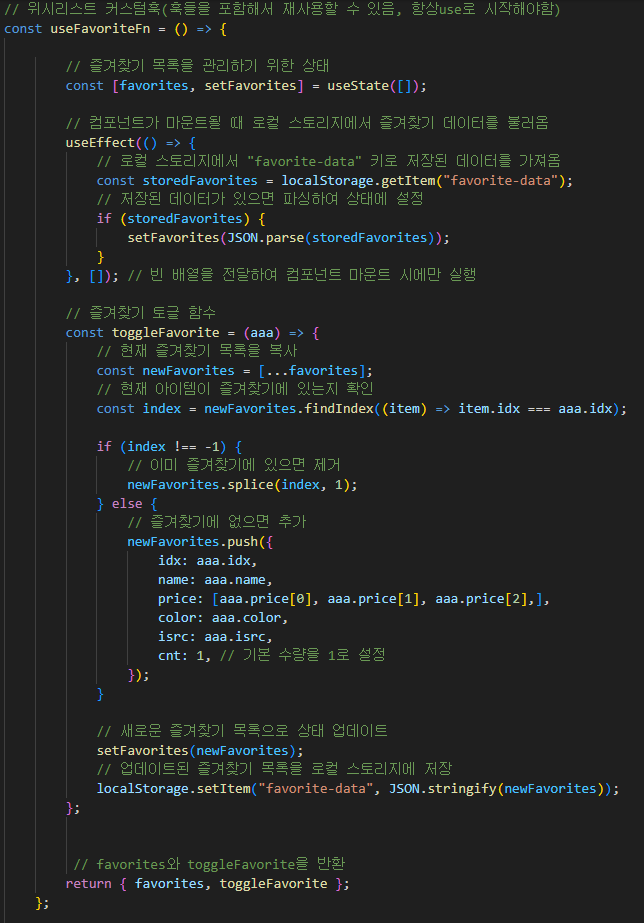 // 위시리스트 커스텀훅(훅들을 포함해서 재사용할 수 있음, 항상use로 시작해야함)
const useFavoriteFn = () => {
// 즐겨찾기 목록을 관리하기 위한 상태
const [favorites, setFavorites] = useState([]);
// 컴포넌트가 마운트될 때 로컬 스토리지에서 즐겨찾기 데이터를 불러옴
useEffect(() => {
// 로컬 스토리지에서 "favorite-data" 키로 저장된 데이터를 가져옴
const storedFavorites = localStorage.getItem("favorite-data");
// 저장된 데이터가 있으면 파싱하여 상태에 설정
if (storedFavorites) {
setFavorites(JSON.parse(storedFavorites));
}
}, []); // 빈 배열을 전달하여 컴포넌트 마운트 시에만 실행
// 즐겨찾기 토글 함수
const toggleFavorite = (aaa) => {
// 현재 즐겨찾기 목록을 복사
const newFavorites = [...favorites];
// 현재 아이템이 즐겨찾기에 있는지 확인
const index = newFavorites.findIndex((item) => item.idx === aaa.idx);
if (index !== -1) {
// 이미 즐겨찾기에 있으면 제거
newFavorites.splice(index, 1);
} else {
// 즐겨찾기에 없으면 추가
newFavorites.push({
idx: aaa.idx,
name: aaa.name,
price: [aaa.price[0], aaa.price[1], aaa.price[2],],
color: aaa.color,
isrc: aaa.isrc,
cnt: 1, // 기본 수량을 1로 설정
});
}
// 새로운 즐겨찾기 목록으로 상태 업데이트
setFavorites(newFavorites);
// 업데이트된 즐겨찾기 목록을 로컬 스토리지에 저장
localStorage.setItem("favorite-data", JSON.stringify(newFavorites));
};
// favorites와 toggleFavorite을 반환
return { favorites, toggleFavorite };
};